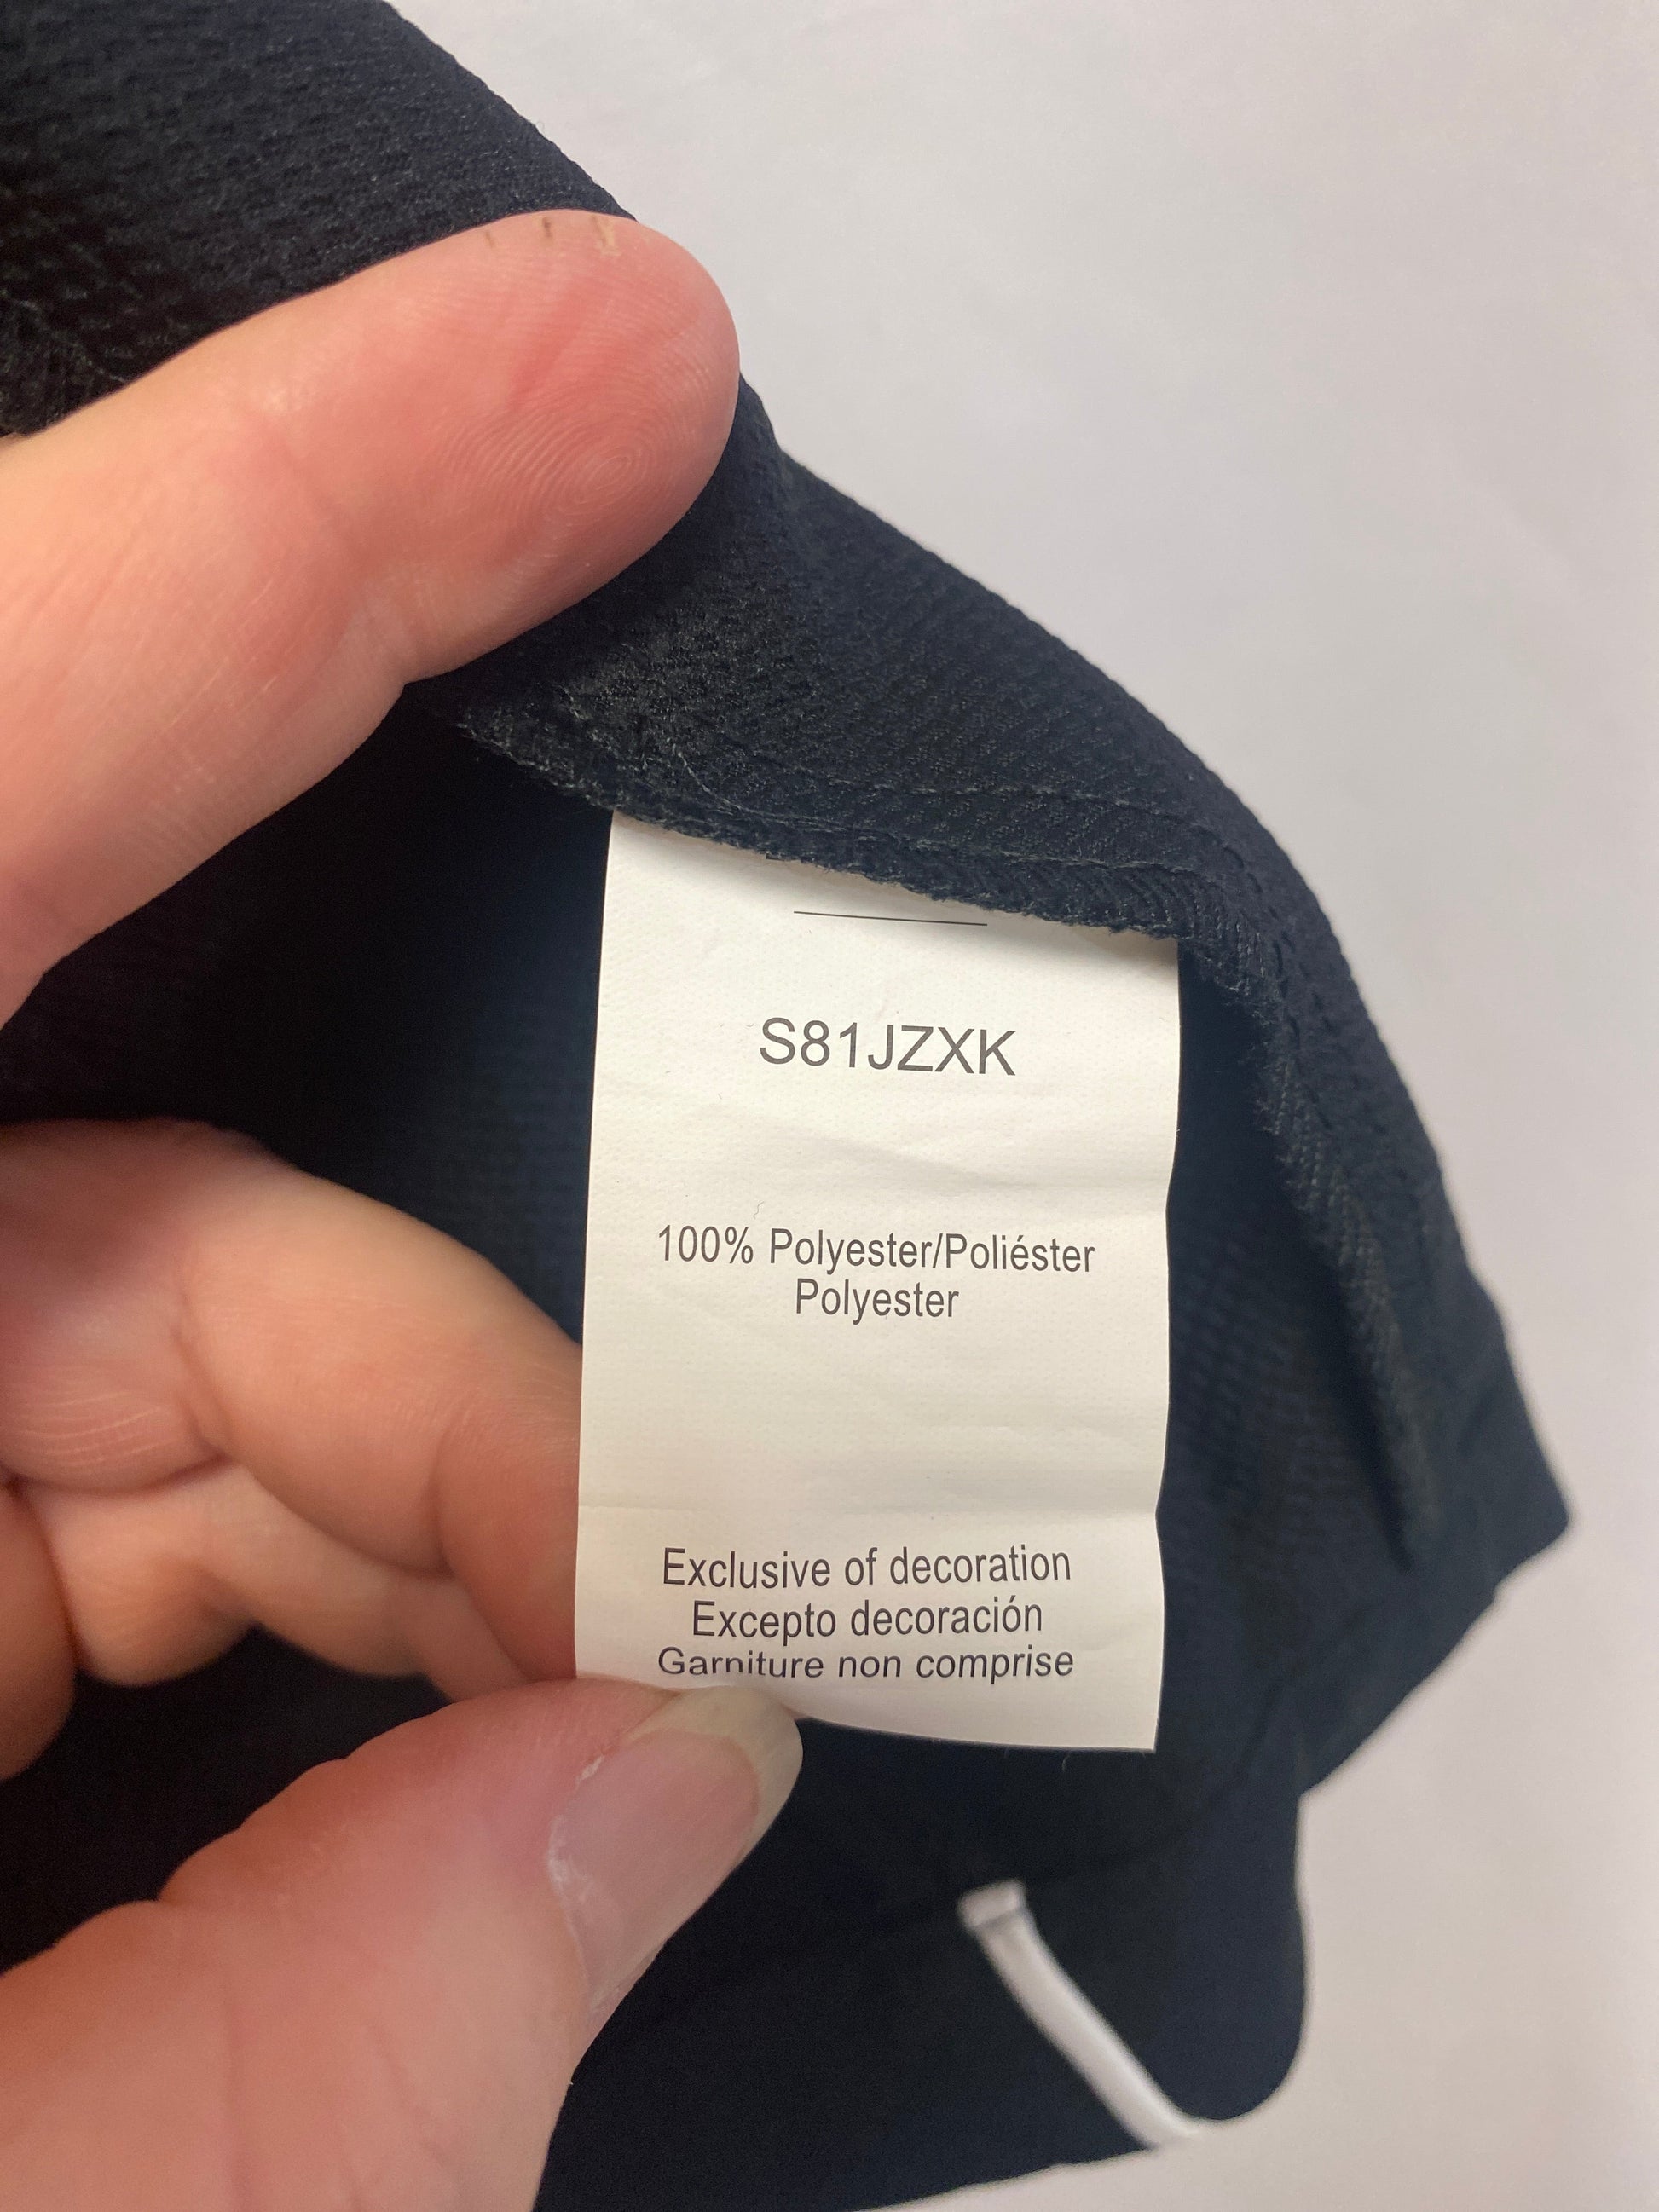 S81JZXK
100% Polyester/Poliéster
Polyester
Exclusive of decoration
Excepto decoración
Garniture non comprise